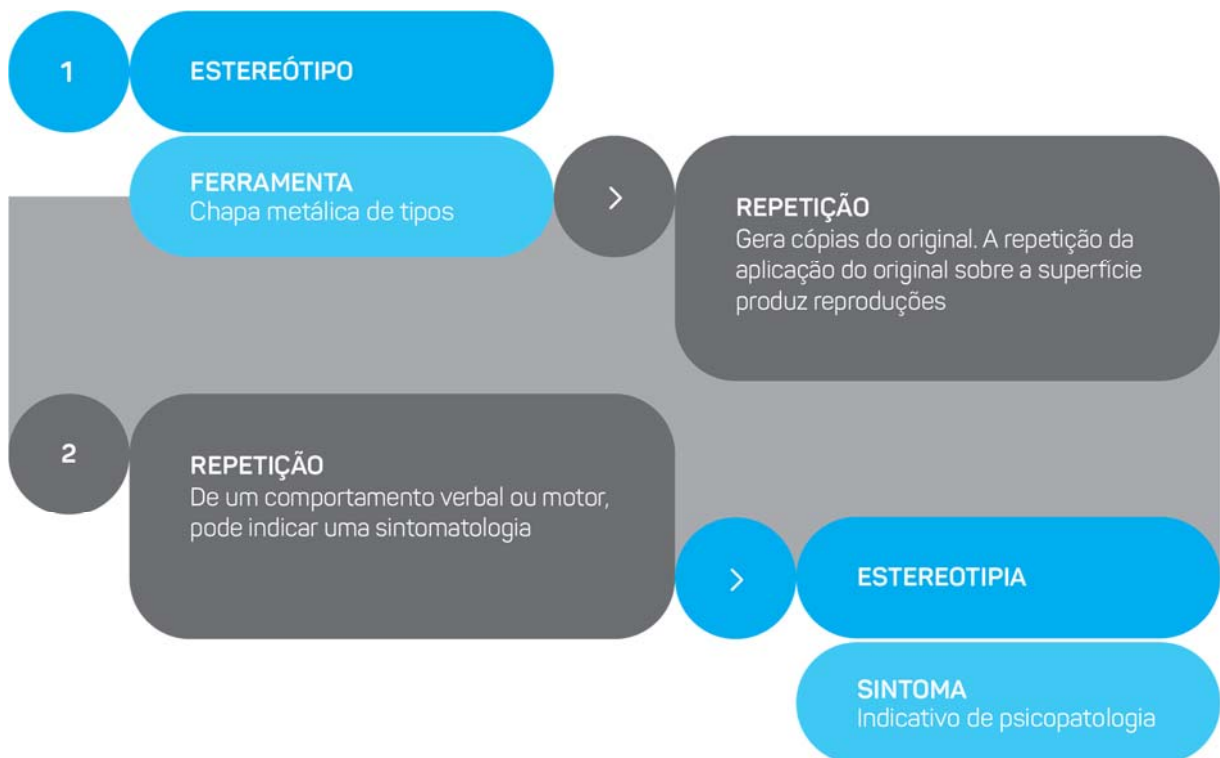 1
ESTEREÓTIPO
FERRAMENTA
Chapa metálica de tipos
REPETIÇÃO
Gera cópias do original. A repetição da
aplicação do original sobre a superfície
produz reproduções
2
REPETIÇÃO
De um comportamento verbal ou motor,
pode indicar uma sintomatologia
ESTEREOTIPIA
SINTOMA
Indicativo de psicopatologia